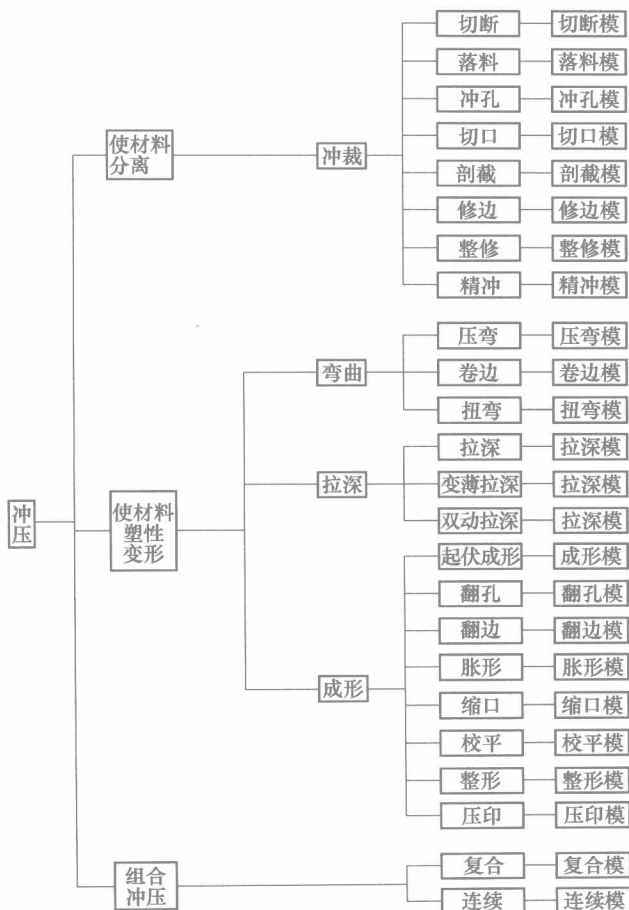 切断 切断模
落料 落料模
冲孔 冲孔模
使材料
分离
冲裁
切口 切口模
剖截 剖截模
修边 修边模
整修 整修模
精冲 精冲模
压弯 压弯模
弯曲
卷边 卷边模
扭弯 扭弯模
拉深 拉深模
拉深
变薄拉深 拉深模
冲
压
使材料
塑性
变形
双动拉深 拉深模
起伏成形 成形模
翻孔 翻孔模
翻边 翻边模
胀形 胀形模
成形
缩口 缩口模
校平 校平模
整形 整形模
压印 压印模
组合
冲压
复合 复合模
连续 连续模